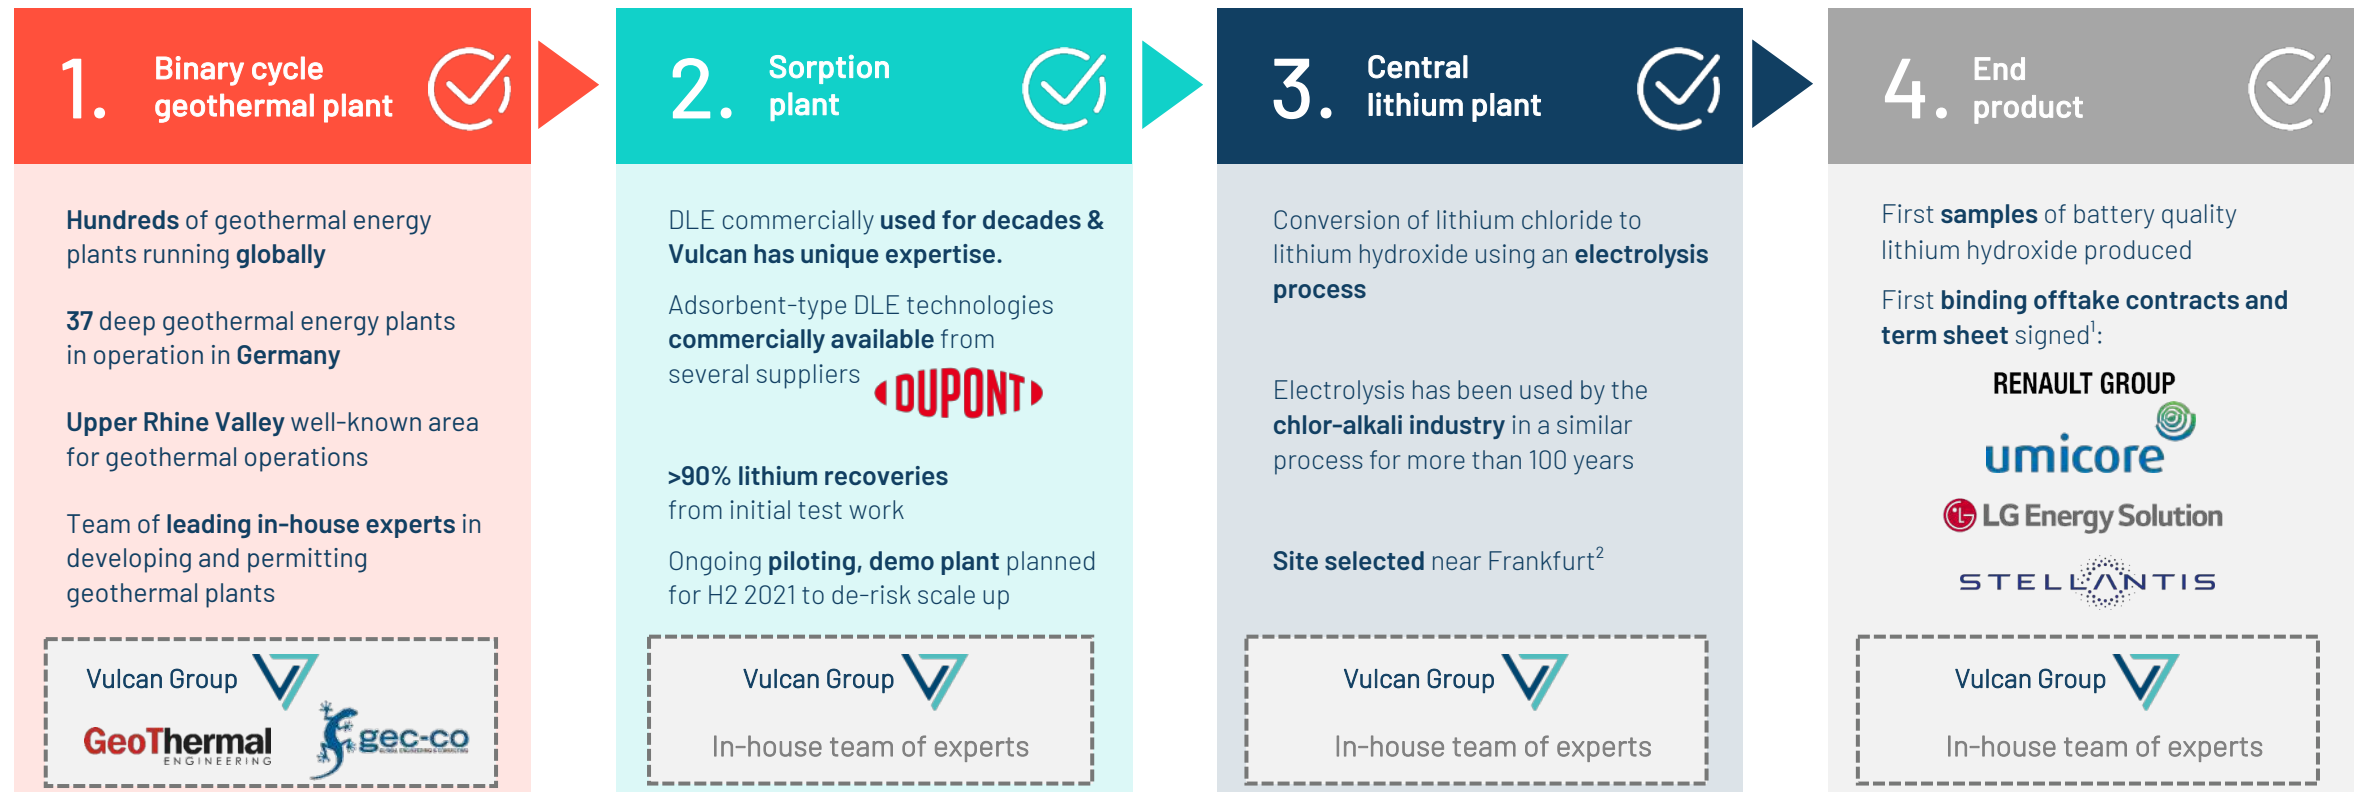 1. Binary cycle
geothermal plant
Hundreds of geothermal energy
plants running globally
37 deep geothermal energy plants
in operation in Germany
Upper Rhine Valley well-known area
for geothermal operations
Team of leading in-house experts in
developing and permitting
geothermal plants
Vulcan Group
GeoThermal
ENGINEERING
gec-co
GLOBAL ENGINEERING & CONSULTING
2. Sorption
plant
DLE commercially used for decades &
Vulcan has unique expertise.
Adsorbent-type DLE technologies
commercially available from
several suppliers
DUPONT
>90% lithium recoveries
from initial test work
Ongoing piloting, demo plant planned
for H2 2021 to de-risk scale up
Vulcan Group
In-house team of experts
3. Central
lithium plant
Conversion of lithium chloride to
lithium hydroxide using an electrolysis
process
Electrolysis has been used by the
chlor-alkali industry in a similar
process for more than 100 years
Site selected near Frankfurt²
Vulcan Group
In-house team of experts
4. End
product
First samples of battery quality
lithium hydroxide produced
First binding offtake contracts and
term sheet signed¹:
RENAULT GROUP
umicore
LG Energy Solution
STELLANTIS
Vulcan Group
In-house team of experts